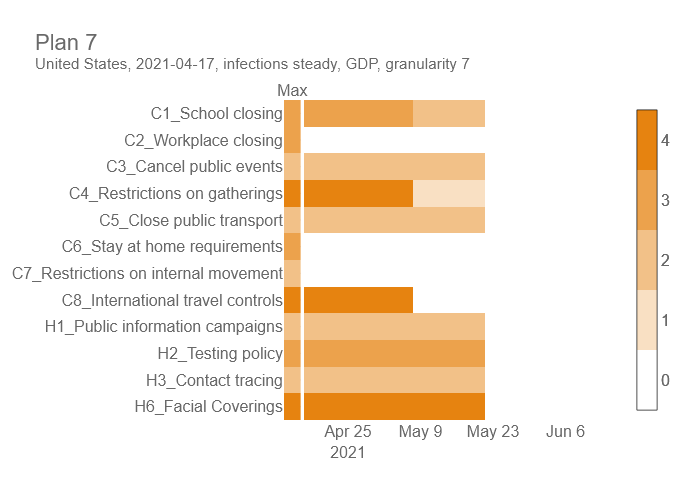 Plan 7
United States, 2021-04-17, infections steady, GDP, granularity 7
Max
C1_School closing
C2_Workplace closing
C3_Cancel public events
C4_Restrictions on gatherings
C5_Close public transport
C6_Stay at home requirements
C7_Restrictions on internal movement
C8_International travel controls
H1_Public information campaigns
H2_Testing policy
H3_Contact tracing
H6_Facial Coverings
Apr 25 May 9 May 23 Jun 6
2021
4
3
2
1
0